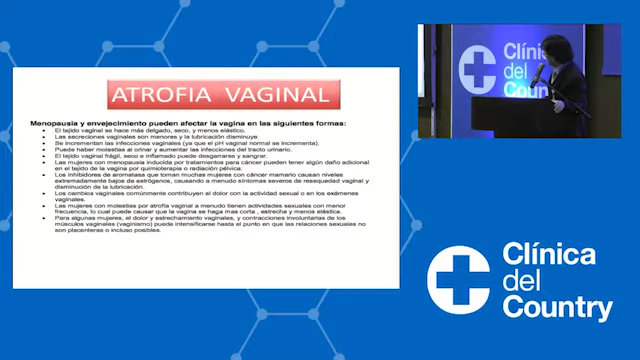 ATROFIA VAGINAL
Menopausia y envejecimiento pueden afectar la vagina en las siguientes formas:
El tejido vaginal se hace más delgado, seco, y menos elástico.
Las secreciones vaginales son menores y la lubricación disminuye.
Se incrementan las infecciones vaginales (ya que el pH vaginal normal se incrementa).
Puede haber molestias al orinar y aumentar las infecciones del tracto urinario.
El tejido vaginal frágil, seco e inflamado puede desgarrarse y sangrar.
Las mujeres con menopausia inducida por tratamientos para cáncer pueden tener algún daño adicional
en el tejido de la vagina por quimioterapia o radiación pélvica.
Los inhibidores de aromatasa que toman muchas mujeres con cáncer mamario causan niveles
extremadamente bajos de estrógenos, causando a menudo síntomas severos de resequedad vaginal y
disminución de la lubricación.
Los cambios vaginales comúnmente contribuyen al dolor con la actividad sexual o en los exámenes
vaginales.
Las mujeres con molestias por atrofia vaginal a menudo tienen actividades sexuales con menor
frecuencia, lo cual puede causar que la vagina se haga mas corta , estrecha y menos elástica.
Para algunas mujeres, el dolor y estrechamiento vaginal, y contracciones involuntarias de los
músculos vaginales (vaginismo) puede intensificarse hasta el punto en que las relaciones sexuales no
son placenteras o incluso posibles.
Clínica
del
Country
Clínica
del
Country